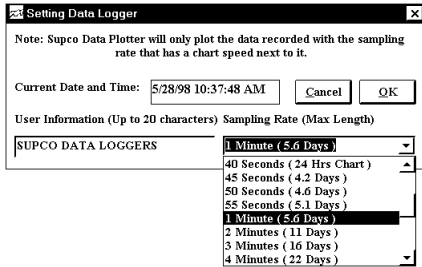 Setting Data Logger
Note: Supco Data Plotter will only plot the data recorded with the sampling
rate that has a chart speed next to it.
Current Date and Time: 5/28/98 10:37:48 AM Cancel OK
User Information (Up to 20 characters) Sampling Rate (Max Length)
SUPCO DATA LOGGERS 1 Minute ( 5.6 Days )
40 Seconds ( 24 Hrs Chart )
45 Seconds ( 4.2 Days )
50 Seconds ( 4.6 Days )
55 Seconds ( 5.1 Days )
1 Minute ( 5.6 Days )
2 Minutes ( 11 Days )
3 Minutes ( 16 Days )
4 Minutes ( 22 Days )